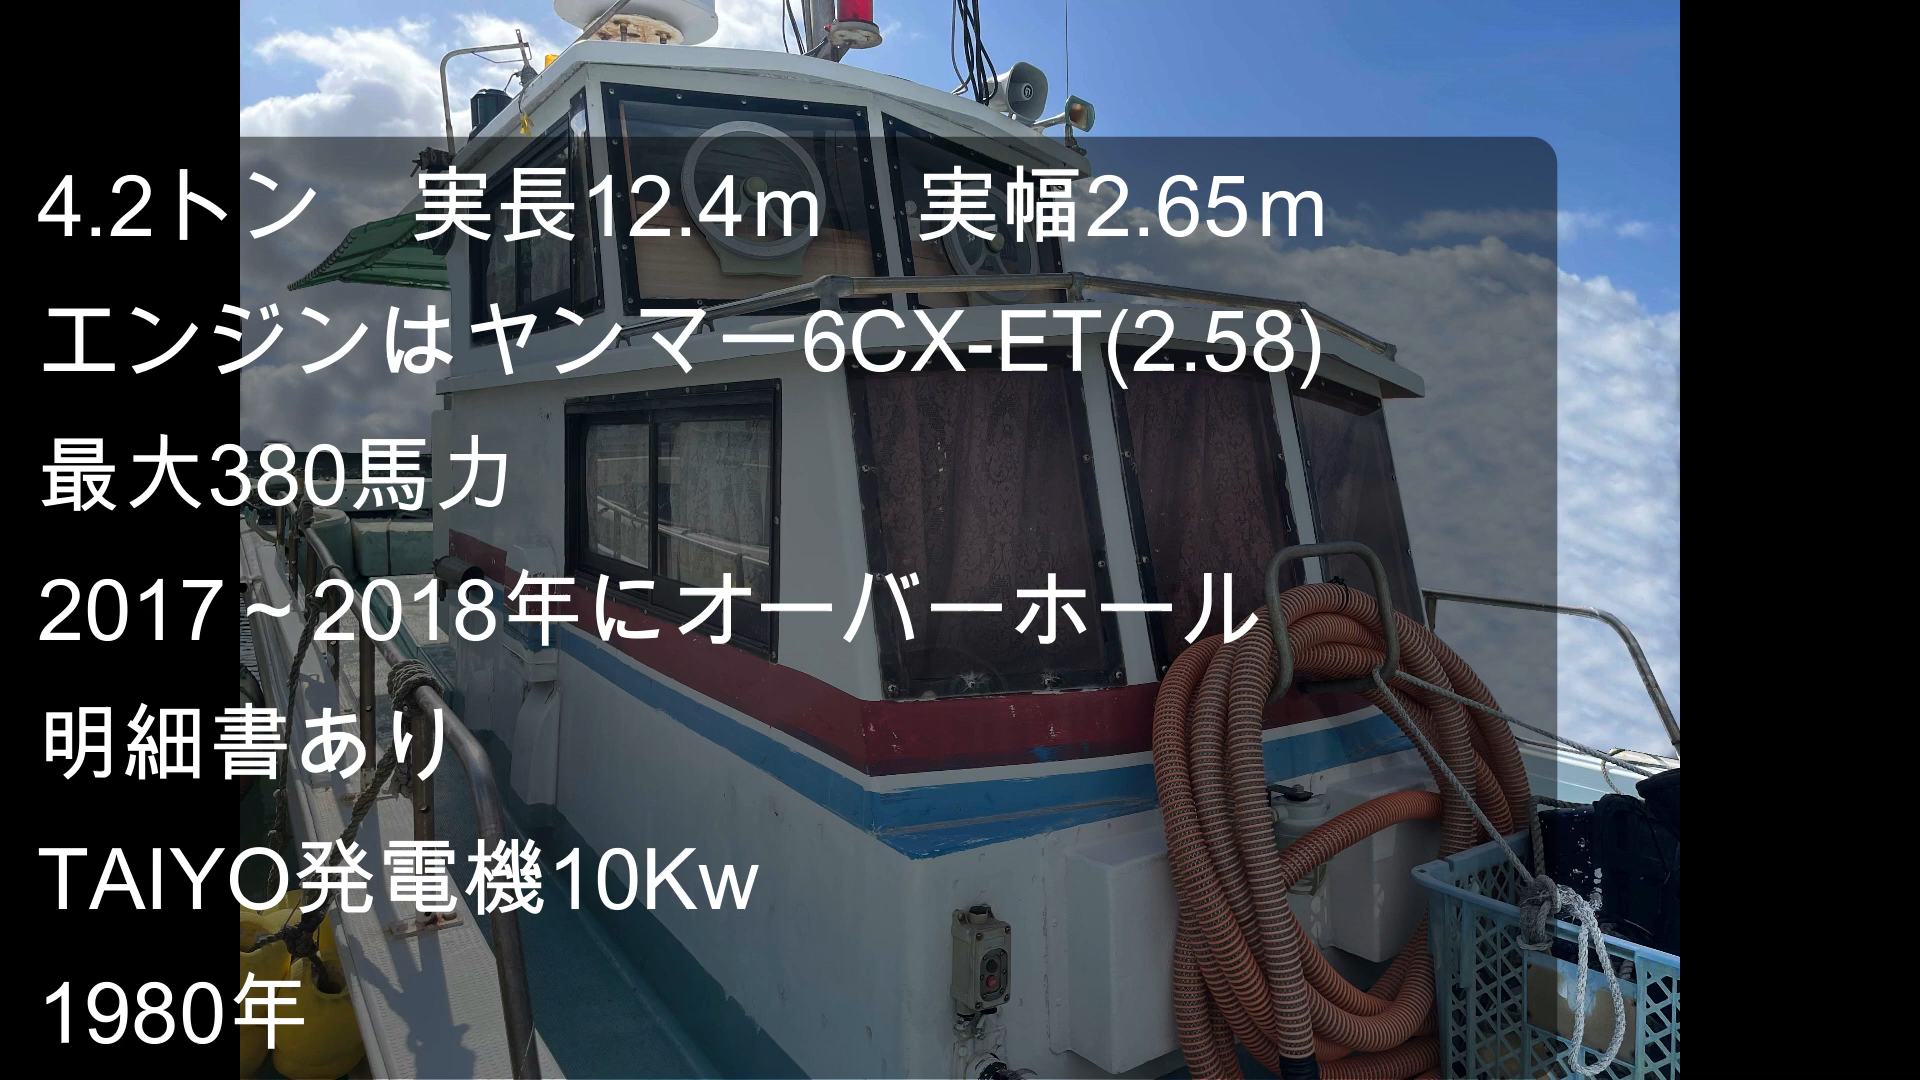 4.2トン　実長12.4m　実幅2.65m
エンジンはヤンマー6CX-ET(2.58)
最大380馬力
2017～2018年にオーバーホール
明細書あり
TAIYO発電機10Kw
1980年